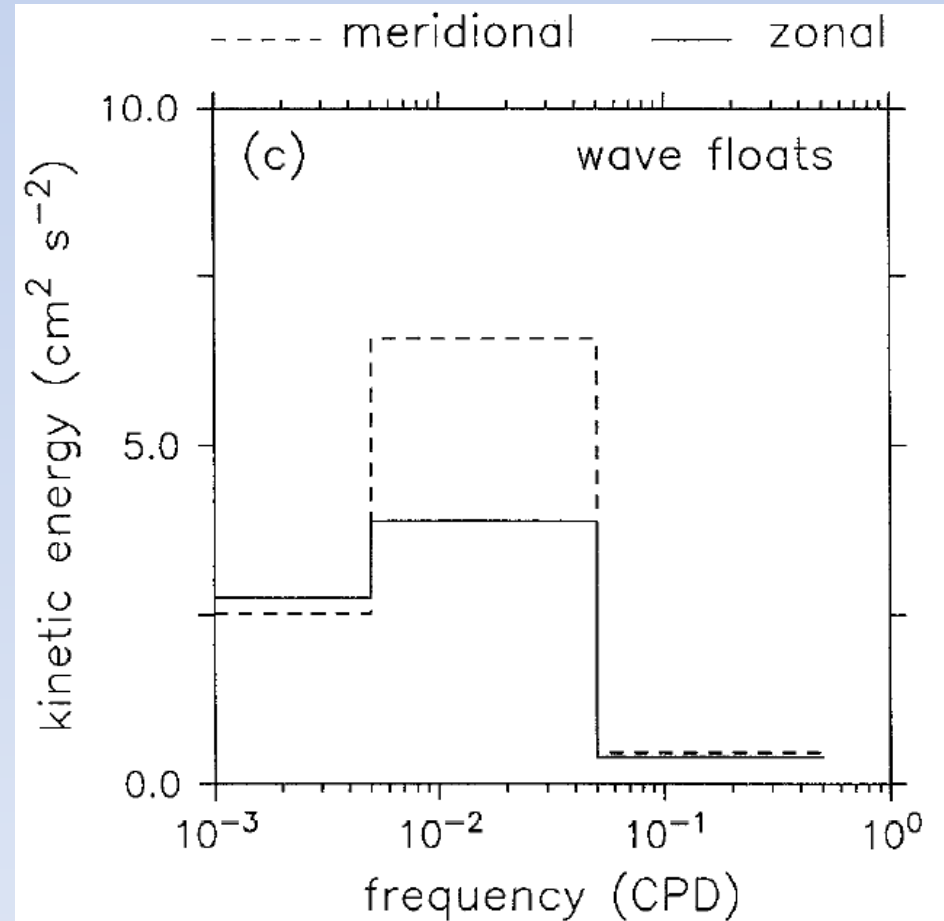 meridional zonal
10.0
(c) wave floats
5.0
0.0
kinetic energy (cm² s⁻²)
10⁻³ 10⁻² 10⁻¹ 10⁰
frequency (CPD)